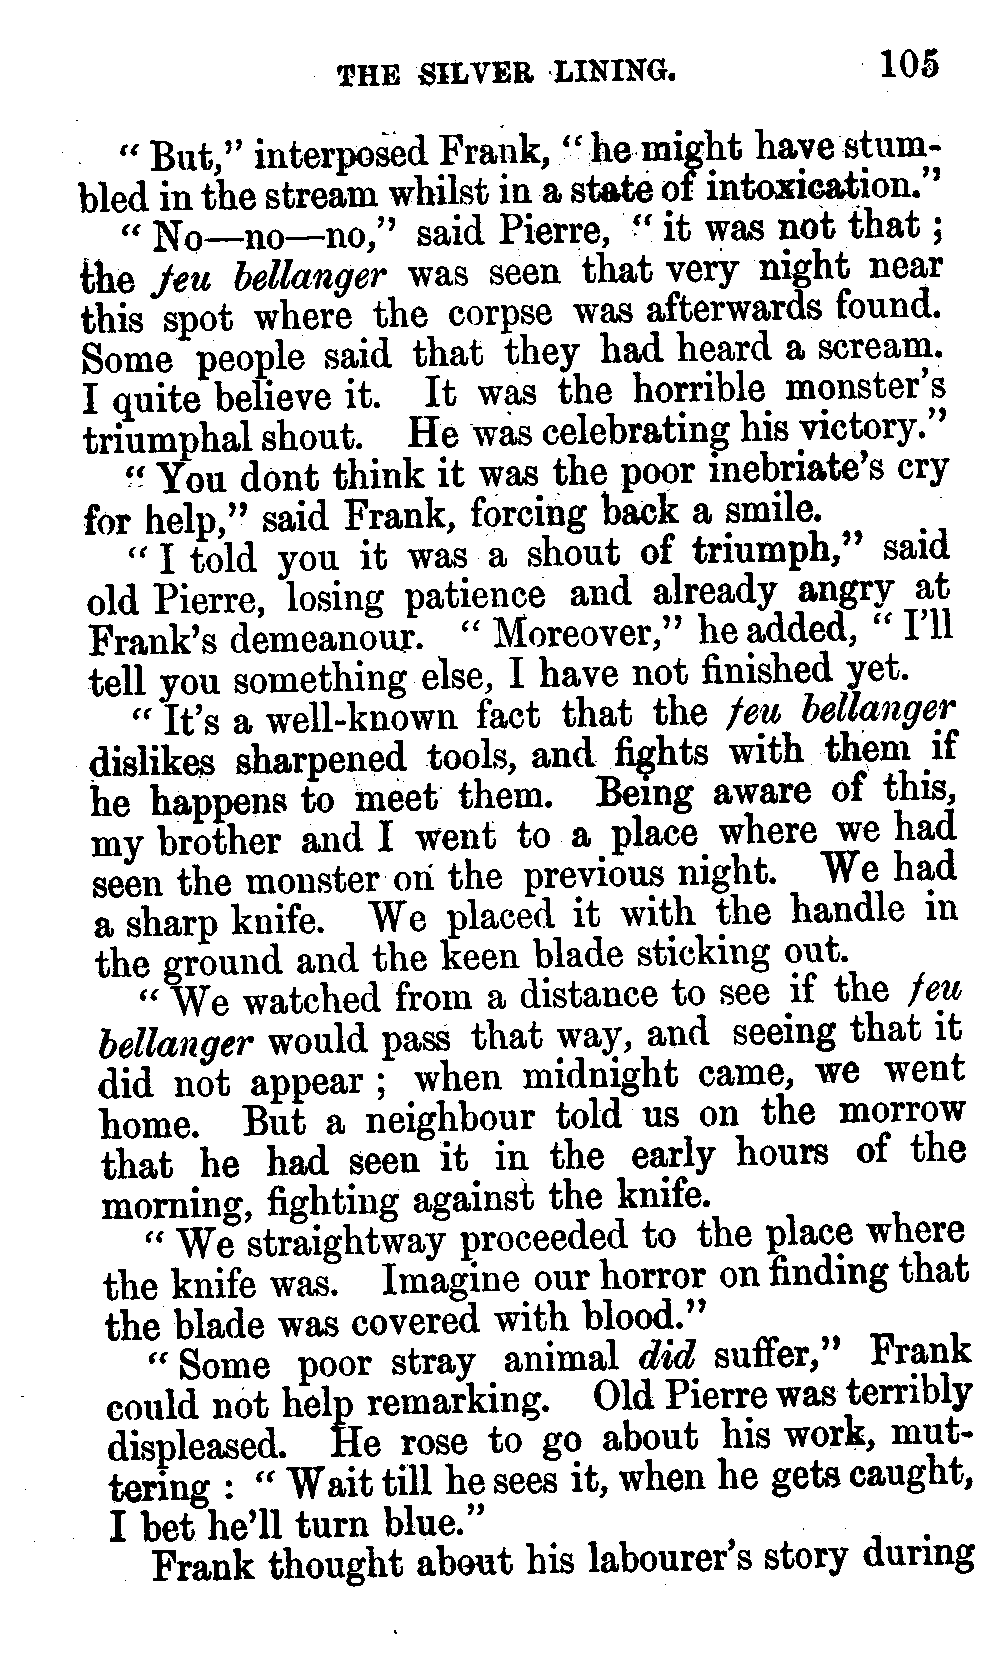 THE SILVER LINING. 105
“ But,” interposed Frank, “ he might have stum-
bled in the stream whilst in a state of intoxication.”
“ No—no—no,” said Pierre, “ it was not that ;
the feu bellanger was seen that very night near
this spot where the corpse was afterwards found.
Some people said that they had heard a scream.
I quite believe it. It was the horrible monster’s
triumphal shout. He was celebrating his victory.”
“ You dont think it was the poor inebriate’s cry
for help,” said Frank, forcing back a smile.
“ I told you it was a shout of triumph,” said
old Pierre, losing patience and already angry at
Frank’s demeanour. “ Moreover,” he added, “ I’ll
tell you something else, I have not finished yet.
“ It’s a well-known fact that the feu bellanger
dislikes sharpened tools, and fights with them if
he happens to meet them. Being aware of this,
my brother and I went to a place where we had
seen the monster on the previous night. We had
a sharp knife. We placed it with the handle in
the ground and the keen blade sticking out.
“ We watched from a distance to see if the feu
bellanger would pass that way, and seeing that it
did not appear ; when midnight came, we went
home. But a neighbour told us on the morrow
that he had seen it in the early hours of the
morning, fighting against the knife.
“ We straightway proceeded to the place where
the knife was. Imagine our horror on finding that
the blade was covered with blood.”
“ Some poor stray animal did suffer,” Frank
could not help remarking. Old Pierre was terribly
displeased. He rose to go about his work, mut-
tering : “ Wait till he sees it, when he gets caught,
I bet he’ll turn blue.”
Frank thought about his labourer’s story during